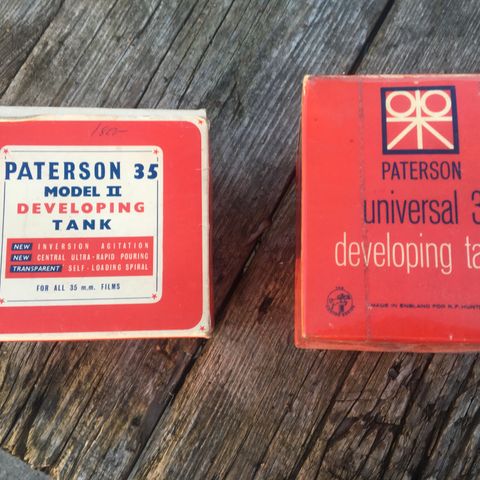 PATERSON 35
MODEL II
DEVELOPING
TANK
NEW INVERSION AGITATION
NEW CENTRAL ULTRA-RAPID POURING
TRANSPARENT SELF-LOADING SPIRAL
FOR ALL 35 m.m. FILMS
PATERSON
universal 3
developing ta
MADE IN ENGLAND FOR R.F. HUNT